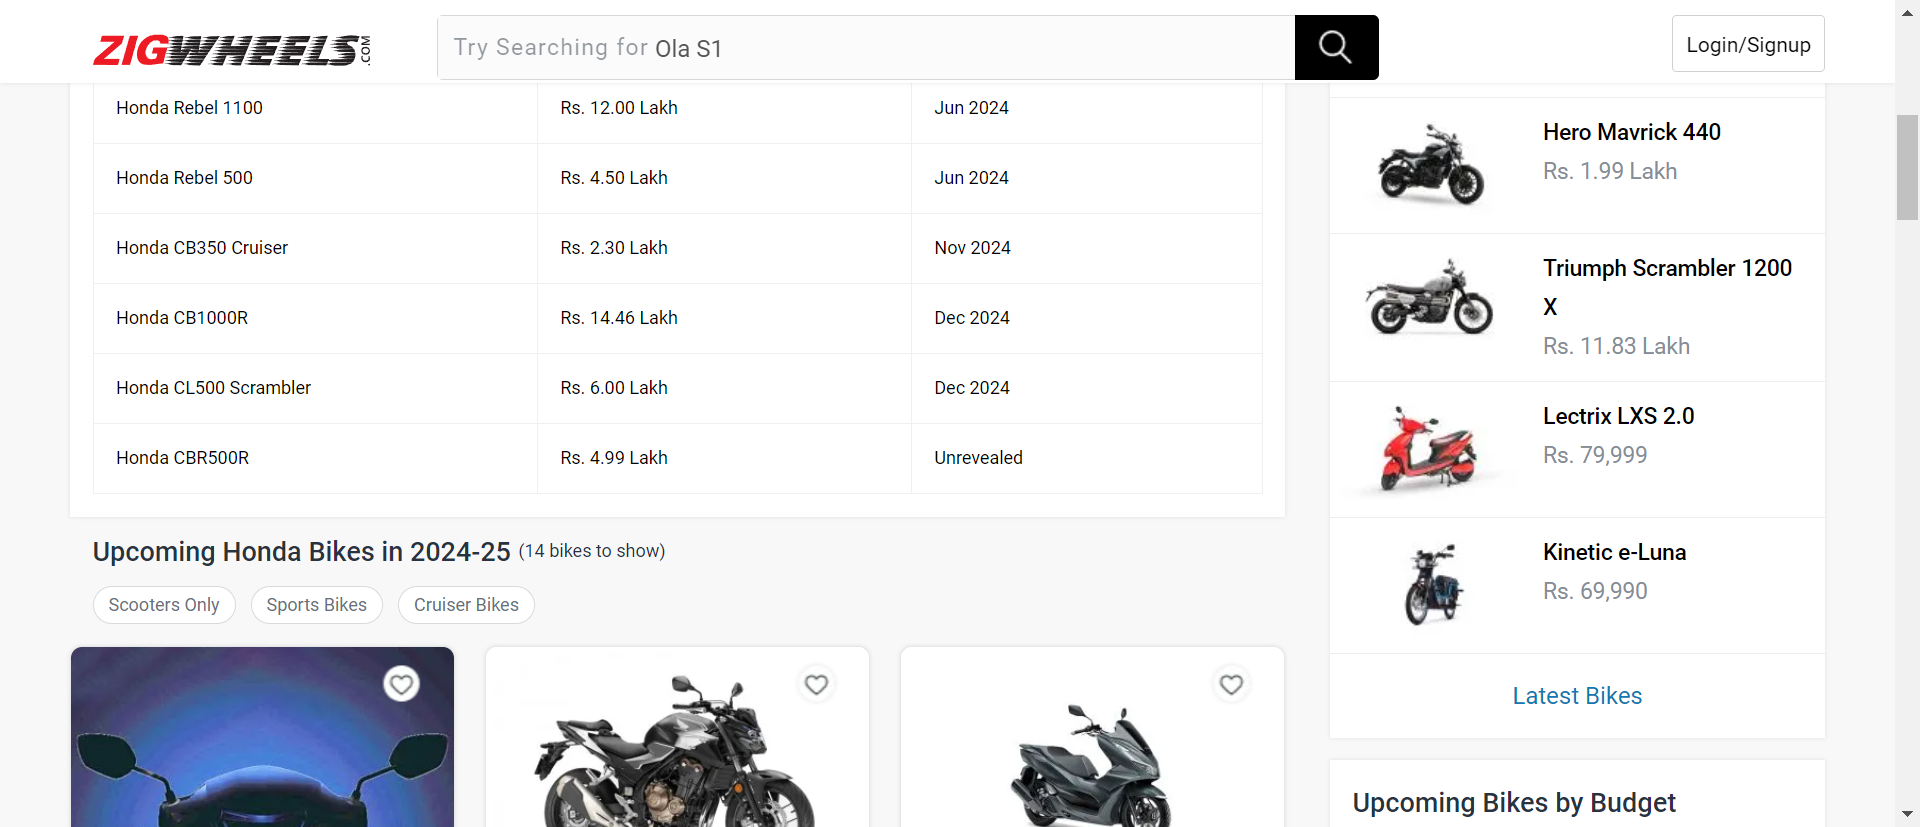 ZIGWHEELS.COM
Try Searching for Ola S1
Login/Signup
Honda Rebel 1100 Rs. 12.00 Lakh Jun 2024
Honda Rebel 500 Rs. 4.50 Lakh Jun 2024
Honda CB350 Cruiser Rs. 2.30 Lakh Nov 2024
Honda CB1000R Rs. 14.46 Lakh Dec 2024
Honda CL500 Scrambler Rs. 6.00 Lakh Dec 2024
Honda CBR500R Rs. 4.99 Lakh Unrevealed
Upcoming Honda Bikes in 2024-25 (14 bikes to show)
Scooters Only Sports Bikes Cruiser Bikes
Hero Mavrick 440
Rs. 1.99 Lakh
Triumph Scrambler 1200
X
Rs. 11.83 Lakh
Lectrix LXS 2.0
Rs. 79,999
Kinetic e-Luna
Rs. 69,990
Latest Bikes
Upcoming Bikes by Budget